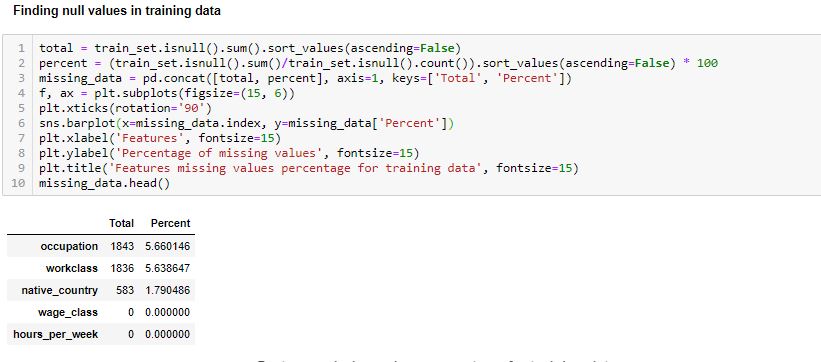 Finding null values in training data
1 total = train_set.isnull().sum().sort_values(ascending=False)
2 percent = (train_set.isnull().sum()/train_set.isnull().count()).sort_values(ascending=False) * 100
3 missing_data = pd.concat([total, percent], axis=1, keys=['Total', 'Percent'])
4 f, ax = plt.subplots(figsize=(15, 6))
5 plt.xticks(rotation='90')
6 sns.barplot(x=missing_data.index, y=missing_data['Percent'])
7 plt.xlabel('Features', fontsize=15)
8 plt.ylabel('Percentage of missing values', fontsize=15)
9 plt.title('Features missing values percentage for training data', fontsize=15)
10 missing_data.head()
Total Percent
occupation 1843 5.660146
workclass 1836 5.638647
native_country 583 1.790486
wage_class 0 0.000000
hours_per_week 0 0.000000